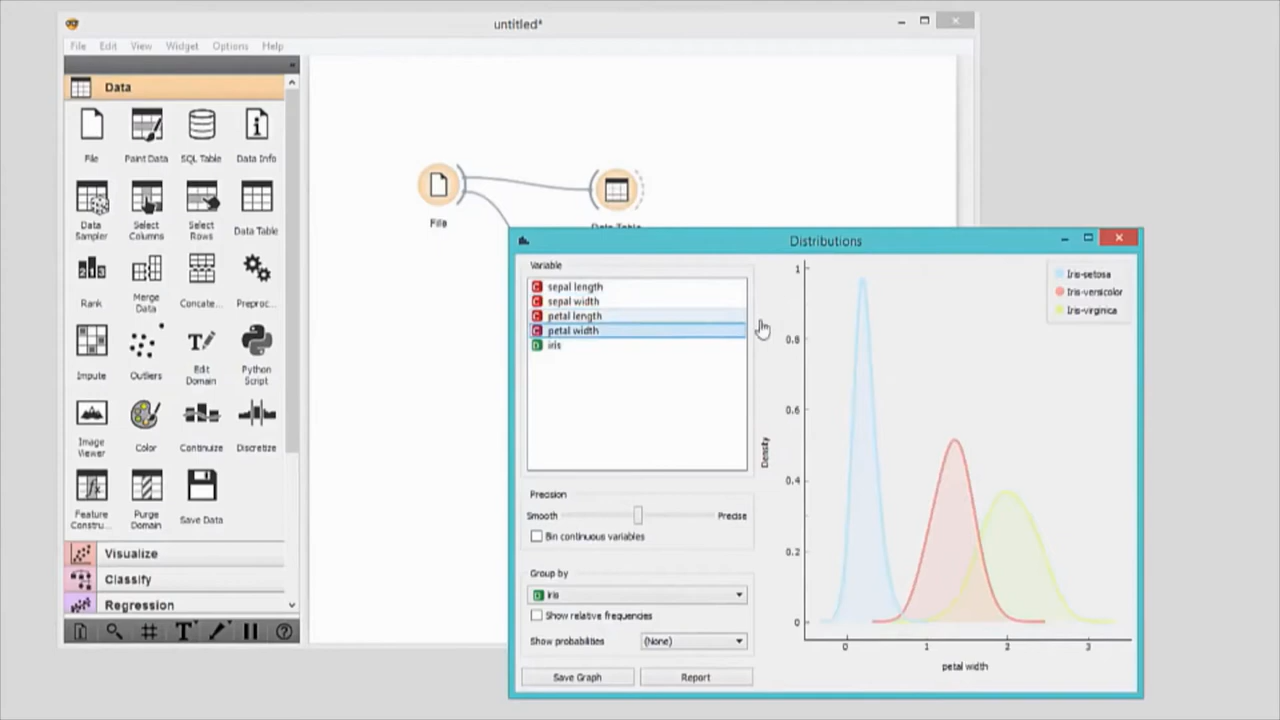 untitled*
File Edit View Widget Options Help
Data
File Paint Data SQL Table Data Info
Data Sampler Select Columns Select Rows Data Table
Rank Merge Data Concate... Preproc...
Impute Outliers Edit Domain Python Script
Image Viewer Color Continuize Discretize
Feature Constru... Purge Domain Save Data
Visualize
Classify
Regression
File
Data Table
Distributions
Variable
C sepal length
C sepal width
C petal length
C petal width
D iris
Precision
Smooth Precise
Bin continuous variables
Group by
D iris
Show relative frequencies
Show probabilities (None)
Save Graph Report
Iris-setosa
Iris-versicolor
Iris-virginica
1
0.8
0.6
0.4
0.2
0
Density
0 1 2 3
petal width